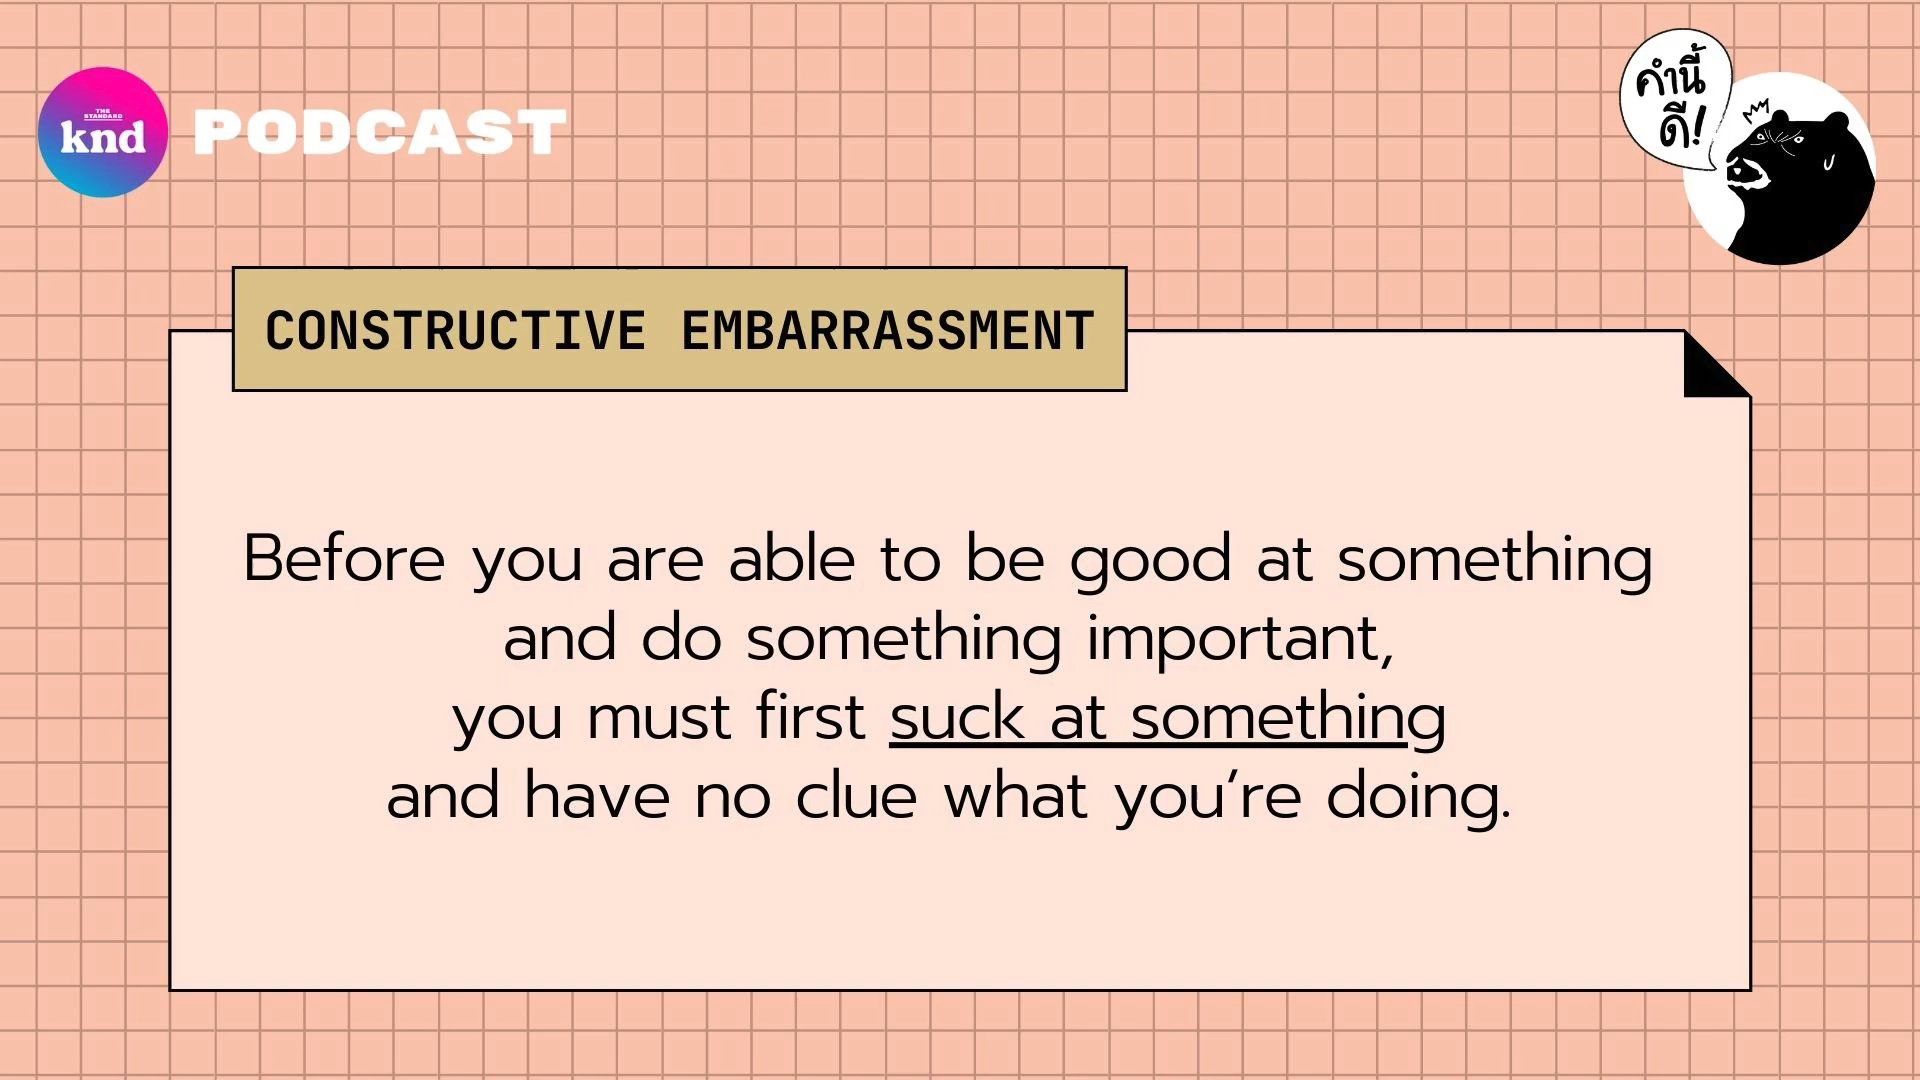 THE
STANDARD
knd
PODCAST
คำนี้
ดี!
CONSTRUCTIVE EMBARRASSMENT
Before you are able to be good at something
and do something important,
you must first suck at something
and have no clue what you’re doing.